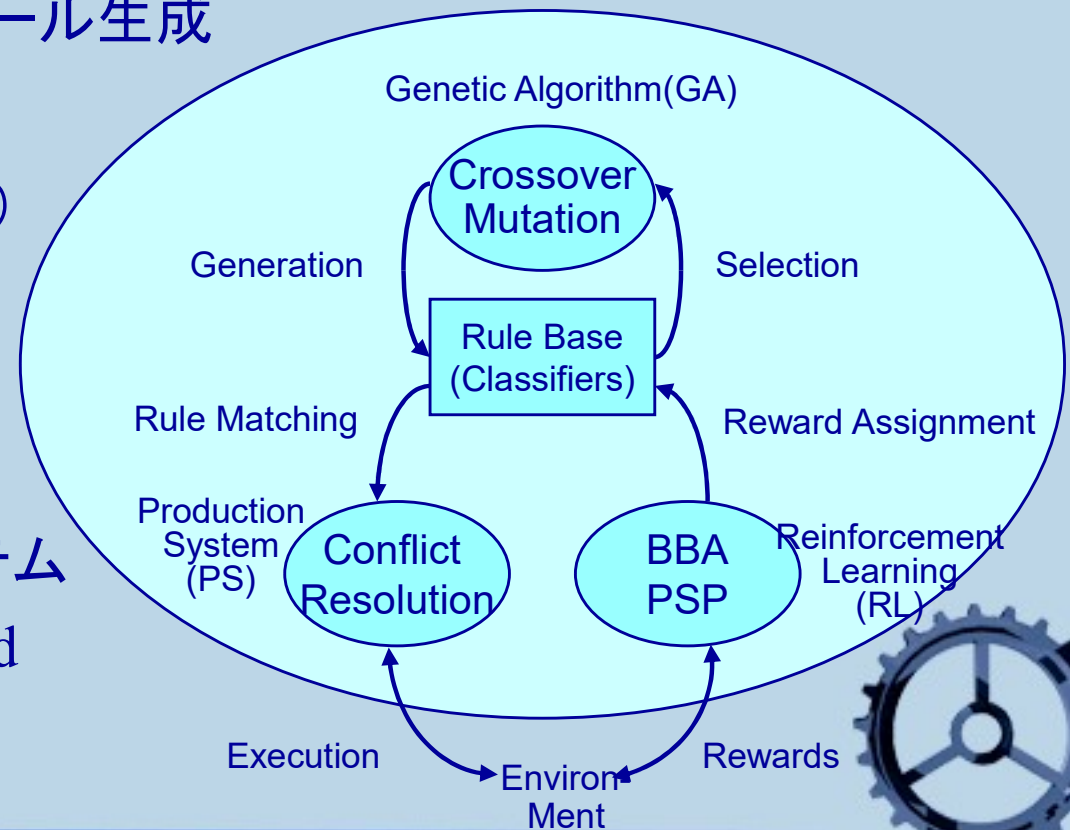 ール生成
Genetic Algorithm(GA)
Crossover
Mutation
Generation
Selection
Rule Base
(Classifiers)
Rule Matching
Reward Assignment
Production
System
(PS)
Conflict
Resolution
BBA
PSP
Reinforcement
Learning
(RL)
テム
d
Execution
Rewards
Environ
Ment